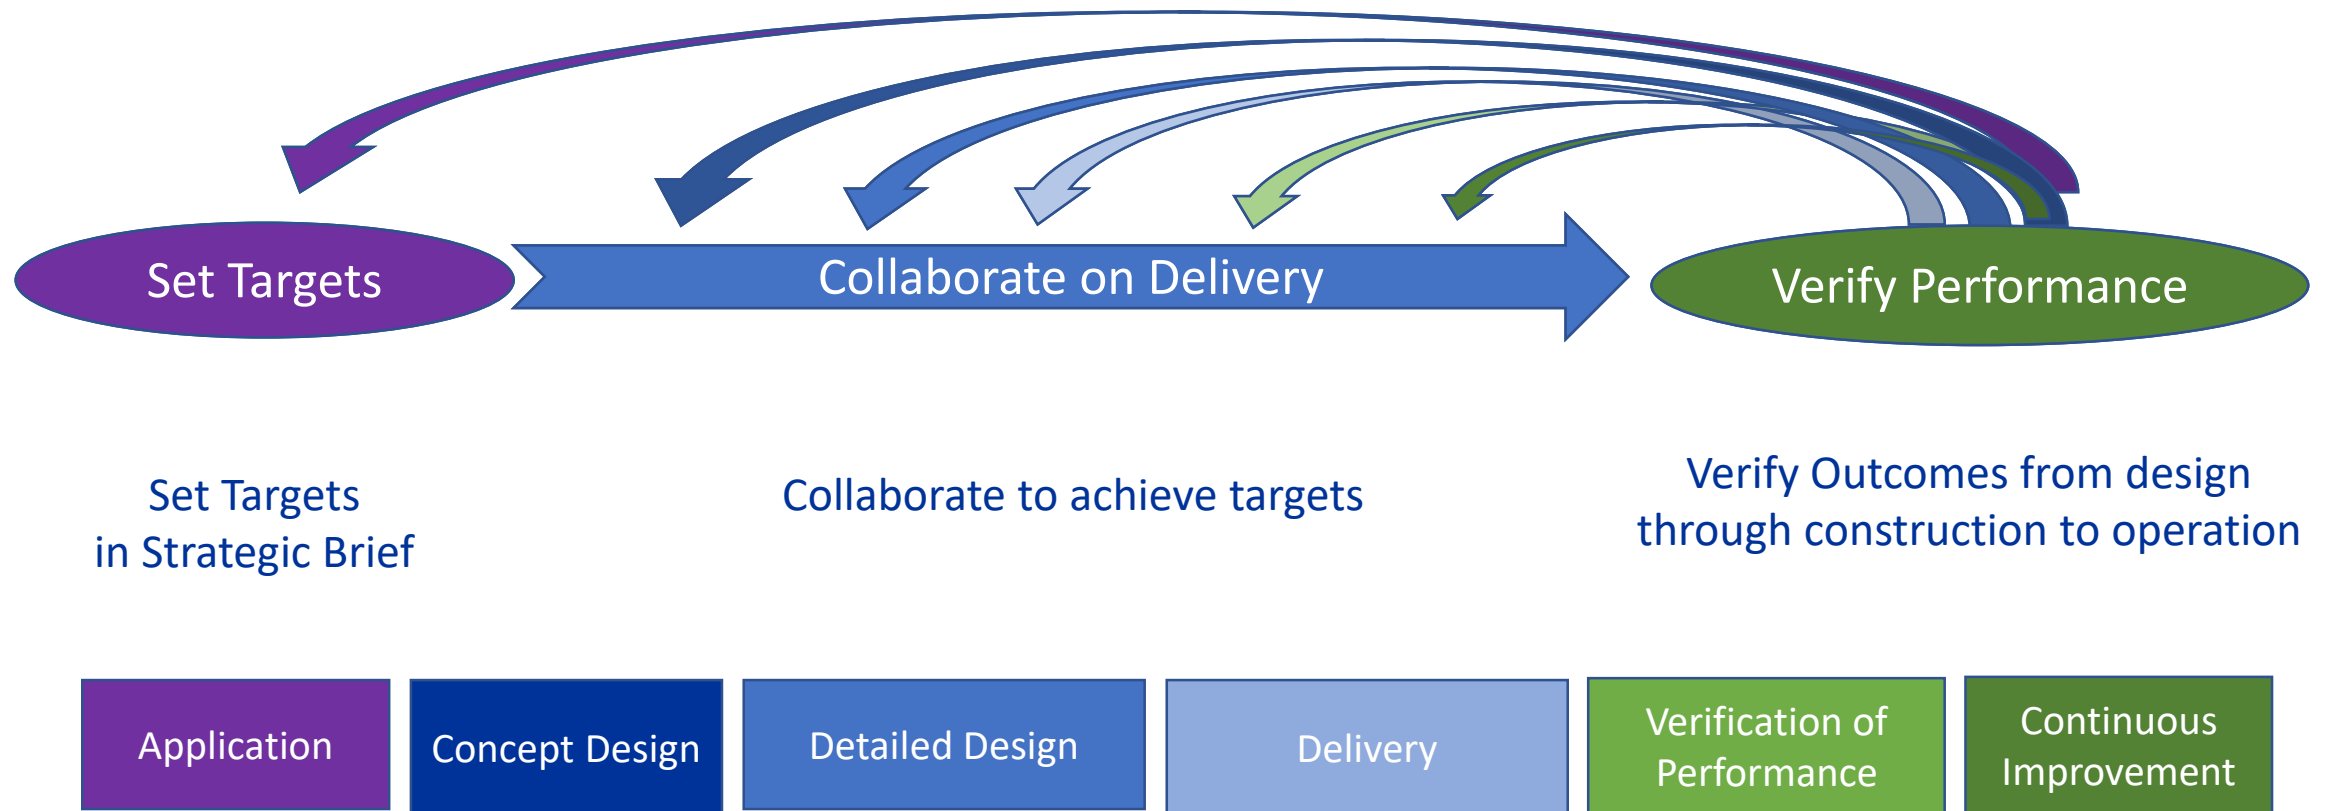 Set Targets
Collaborate on Delivery
Verify Performance
Set Targets
in Strategic Brief
Collaborate to achieve targets
Verify Outcomes from design
through construction to operation
Application
Concept Design
Detailed Design
Delivery
Verification of
Performance
Continuous
Improvement